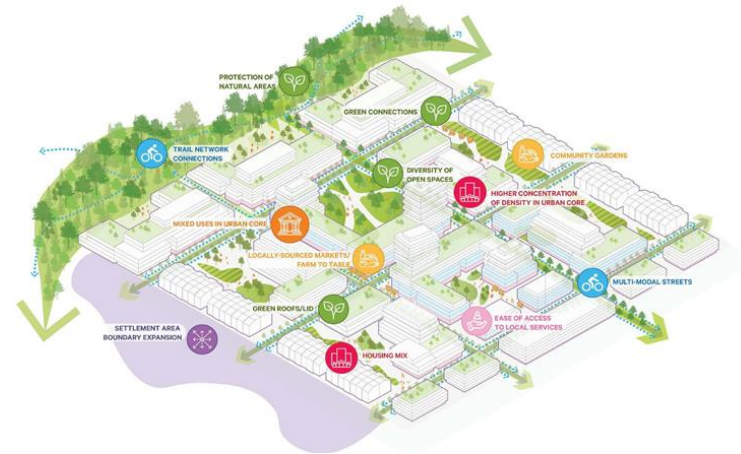 PROTECTION OF
NATURAL AREAS
GREEN CONNECTIONS
TRAIL NETWORK
CONNECTIONS
COMMUNITY GARDENS
DIVERSITY OF
OPEN SPACES
HIGHER CONCENTRATION
OF DENSITY IN URBAN CORE
MIXED USES IN URBAN CORE
LOCALLY-SOURCED MARKETS/
FARM TO TABLE
MULTI-MODAL STREETS
GREEN ROOFS/LID
EASE OF ACCESS
TO LOCAL SERVICES
SETTLEMENT AREA
BOUNDARY EXPANSION
HOUSING MIX